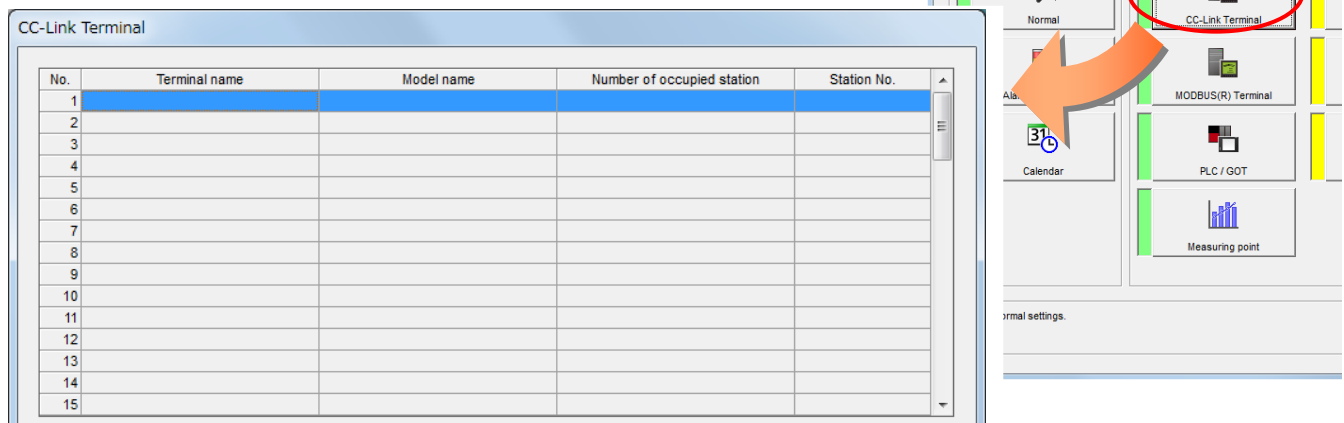 CC-Link Terminal
No. Terminal name Model name Number of occupied station Station No.
1
2
3
4
5
6
7
8
9
10
11
12
13
14
15
Normal
CC-Link Terminal
MODBUS(R) Terminal
31
Calendar
PLC / GOT
Measuring point
settings.